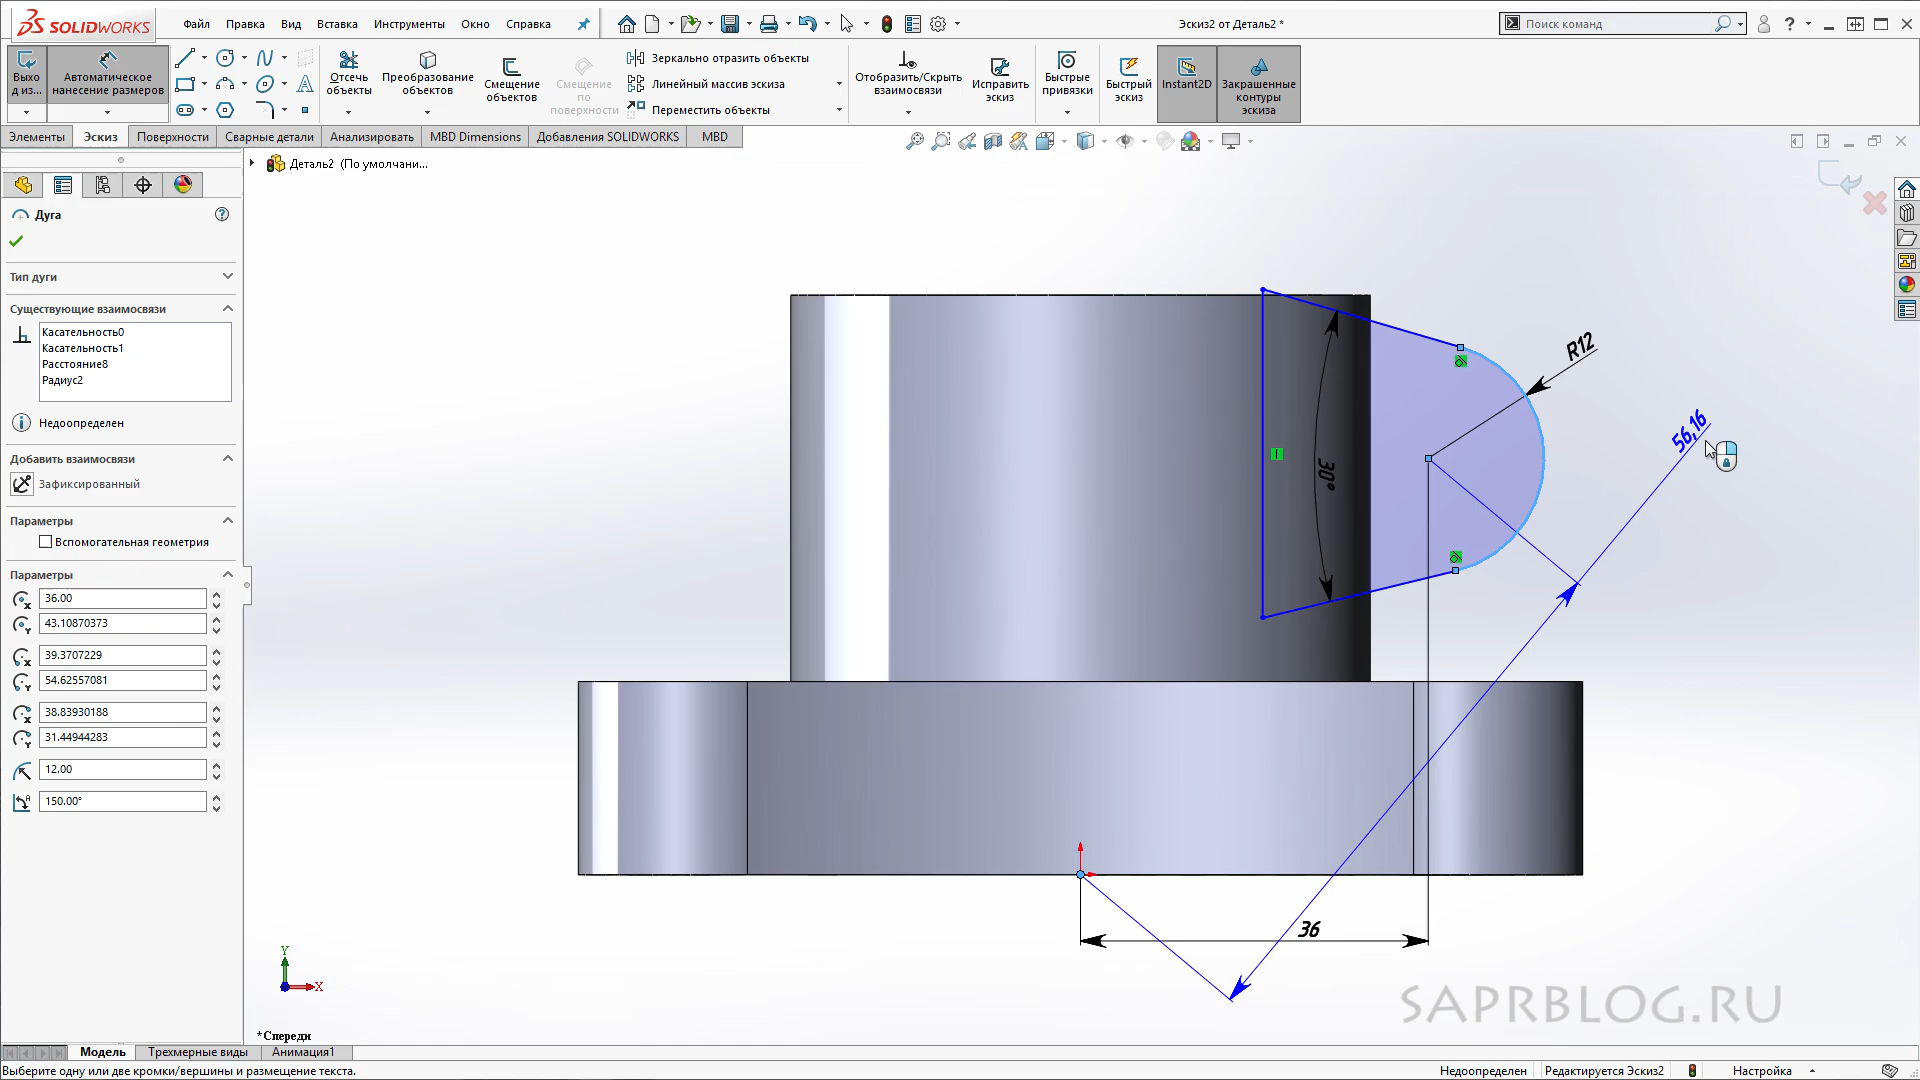 SOLIDWORKS
Файл Правка Вид Вставка Инструменты Окно Справка
Эскиз2 от Деталь2 *
Поиск команд
Выхо
д из...
Автоматическое
нанесение размеров
Отсечь
объекты
Преобразование
объектов
Смещение
объектов
Смещение
по
поверхности
Зеркально отразить объекты
Линейный массив эскиза
Переместить объекты
Отобразить/Скрыть
взаимосвязи
Исправить
эскиз
Быстрые
привязки
Быстрый
эскиз
Instant2D
Закрашенные
контуры
эскиза
Элементы Эскиз Поверхности Сварные детали Анализировать MBD Dimensions Добавления SOLIDWORKS MBD
Деталь2 (По умолчани...
Дуга
Тип дуги
Существующие взаимосвязи
Касательность0
Касательность1
Расстояние8
Радиус2
Недоопределен
Добавить взаимосвязи
Зафиксированный
Параметры
Вспомогательная геометрия
Параметры
36.00
43.10870373
39.3707229
54.62557081
38.83930188
31.44944283
12.00
150.00°
R12
56,16
30°
36
Y
X
*Спереди
SAPRBLOG.RU
Модель Трехмерные виды Анимация1
Выберите одну или две кромки/вершины и размещение текста.
Недоопределен Редактируется Эскиз2 Настройка